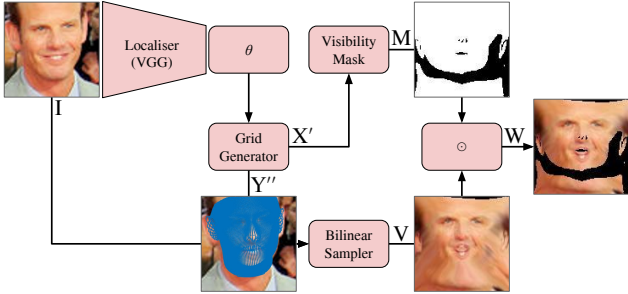 Localiser
(VGG)
θ
Visibility
Mask
M
I
Grid
Generator
X′
⊙
W
Y′′
Bilinear
Sampler
V